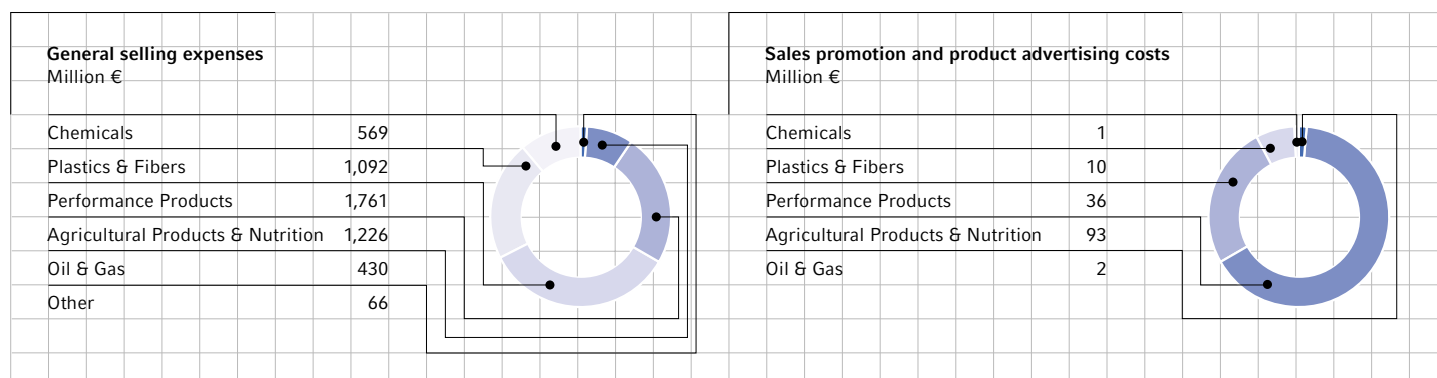 General selling expenses
Million €
Chemicals 569
Plastics & Fibers 1,092
Performance Products 1,761
Agricultural Products & Nutrition 1,226
Oil & Gas 430
Other 66
Sales promotion and product advertising costs
Million €
Chemicals 1
Plastics & Fibers 10
Performance Products 36
Agricultural Products & Nutrition 93
Oil & Gas 2